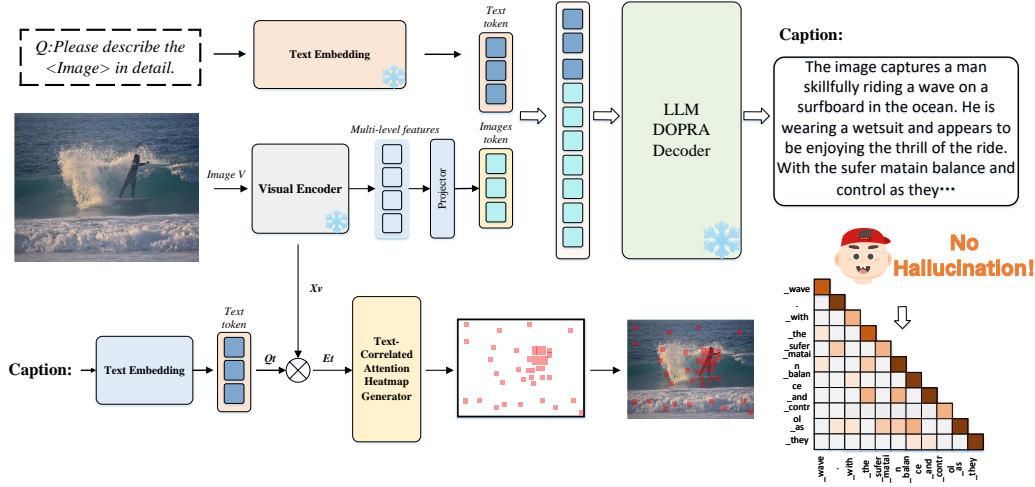 Q:Please describe the
<Image> in detail.
Text Embedding
Text
token
Image V
Visual Encoder
Multi-level features
Projector
Images
token
LLM
DOPRA
Decoder
Caption:
The image captures a man
skillfully riding a wave on a
surfboard in the ocean. He is
wearing a wetsuit and appears to
be enjoying the thrill of the ride.
With the sufer matain balance and
control as they···
No
Hallucination!
Xv
Caption:
Text Embedding
Text
token
Qt
Et
Text-
Correlated
Attention
Heatmap
Generator
_wave
.
_with
_the
_sufer
_matai
n
_balan
ce
_and
_contr
ol
_as
_they
_wave
.
_with
_the
_sufer
_matai
n
_balan
ce
_and
_contr
ol
_as
_they